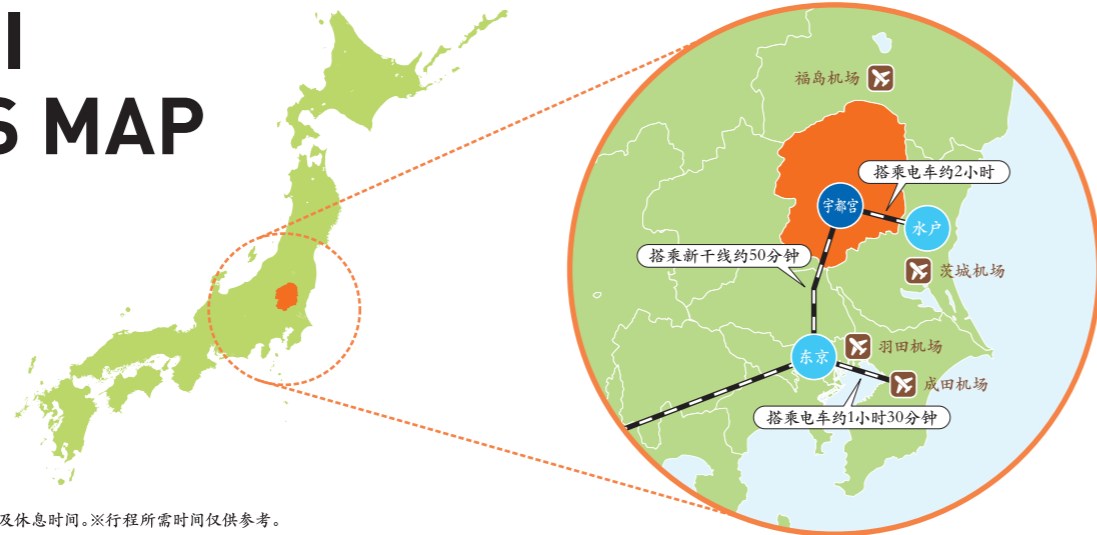 I
S MAP
福岛机场
搭乘电车约2小时
宇都宫
水户
搭乘新干线约50分钟
茨城机场
羽田机场
东京
成田机场
搭乘电车约1小时30分钟
及休息时间。※行程所需时间仅供参考。